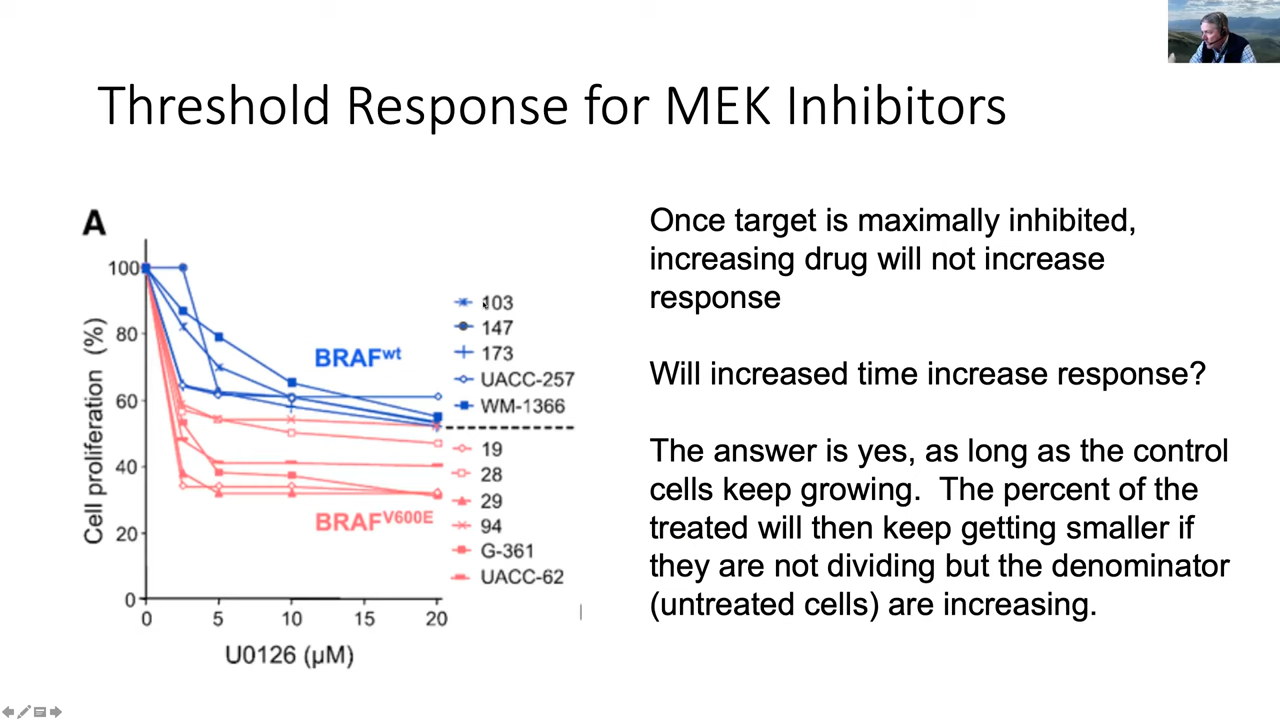 Threshold Response for MEK Inhibitors
A
100
80
60
40
20
0
0
5
10
15
20
Cell proliferation (%)
U0126 (µM)
BRAFwt
BRAFV600E
103
147
173
UACC-257
WM-1366
19
28
29
94
G-361
UACC-62
Once target is maximally inhibited,
increasing drug will not increase
response
Will increased time increase response?
The answer is yes, as long as the control
cells keep growing. The percent of the
treated will then keep getting smaller if
they are not dividing but the denominator
(untreated cells) are increasing.